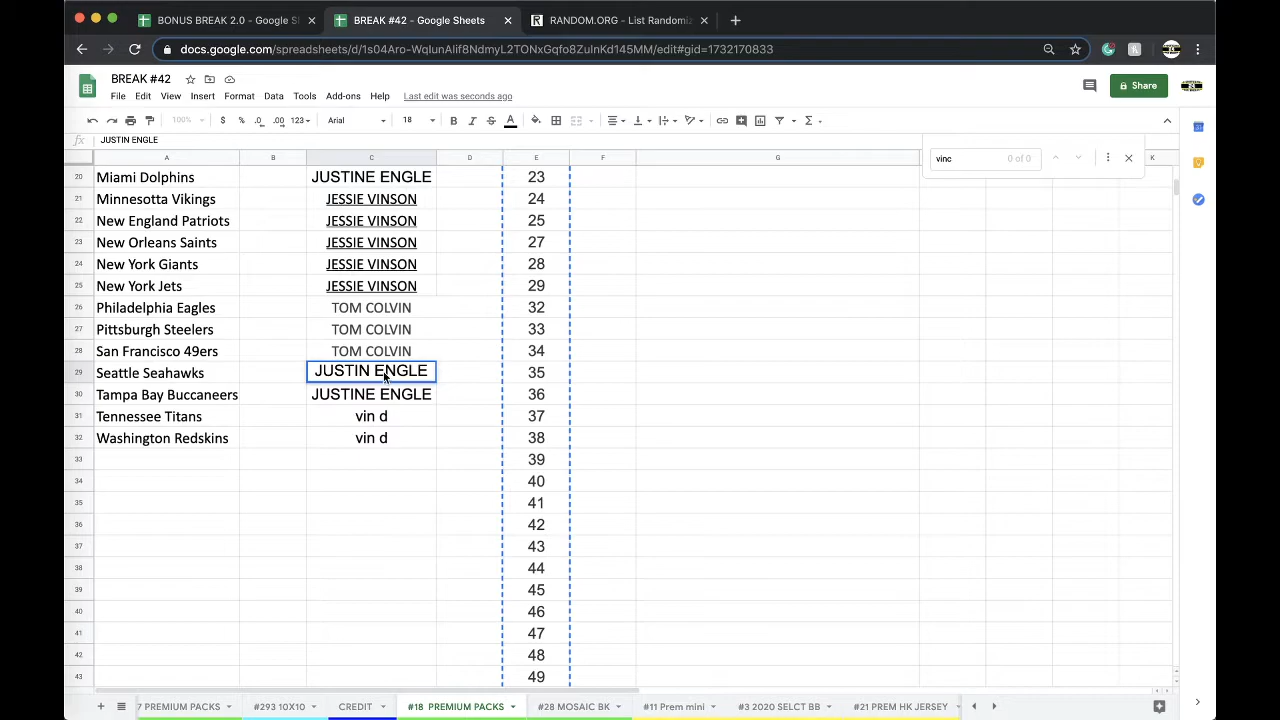 BONUS BREAK 2.0 - Google S
BREAK #42 - Google Sheets
RANDOM.ORG - List Randomi
docs.google.com/spreadsheets/d/1s04Aro-WqIunAlif8NdmyL2TONxGqfo8ZuInKd145MM/edit#gid=1732170833
BREAK #42
File Edit View Insert Format Data Tools Add-ons Help Last edit was seconds ago
Share
100% $ % .0 .00 123 Arial 18 B I S A
fx JUSTIN ENGLE
vinc 0 of 0
A B C D E F G K
20 Miami Dolphins JUSTINE ENGLE 23
21 Minnesotta Vikings JESSIE VINSON 24
22 New England Patriots JESSIE VINSON 25
23 New Orleans Saints JESSIE VINSON 27
24 New York Giants JESSIE VINSON 28
25 New York Jets JESSIE VINSON 29
26 Philadelphia Eagles TOM COLVIN 32
27 Pittsburgh Steelers TOM COLVIN 33
28 San Francisco 49ers TOM COLVIN 34
29 Seattle Seahawks JUSTIN ENGLE 35
30 Tampa Bay Buccaneers JUSTINE ENGLE 36
31 Tennessee Titans vin d 37
32 Washington Redskins vin d 38
33 39
34 40
35 41
36 42
37 43
38 44
39 45
40 46
41 47
42 48
43 49
7 PREMIUM PACKS #293 10X10 CREDIT #18 PREMIUM PACKS #28 MOSAIC BK #11 Prem mini #3 2020 SELCT BB #21 PREM HK JERSEY